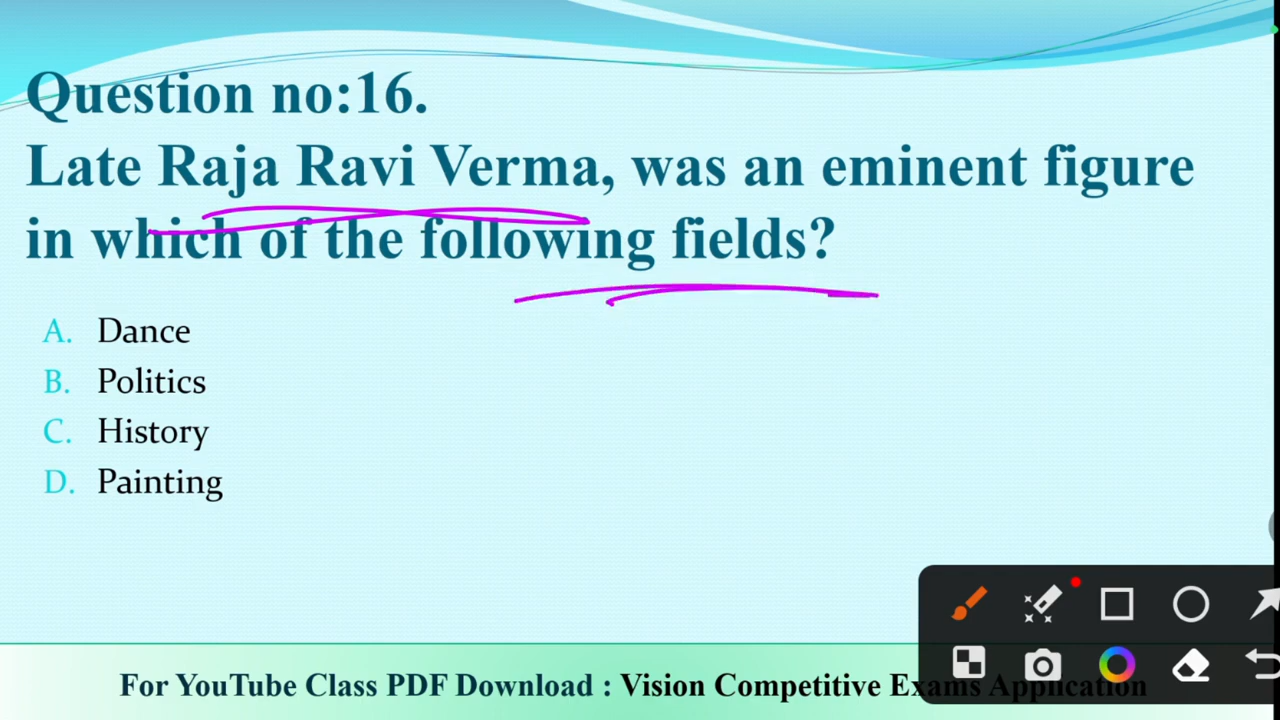 Question no:16.
Late Raja Ravi Verma, was an eminent figure
in which of the following fields?
A. Dance
B. Politics
C. History
D. Painting
For YouTube Class PDF Download : Vision Competitive Exams Application